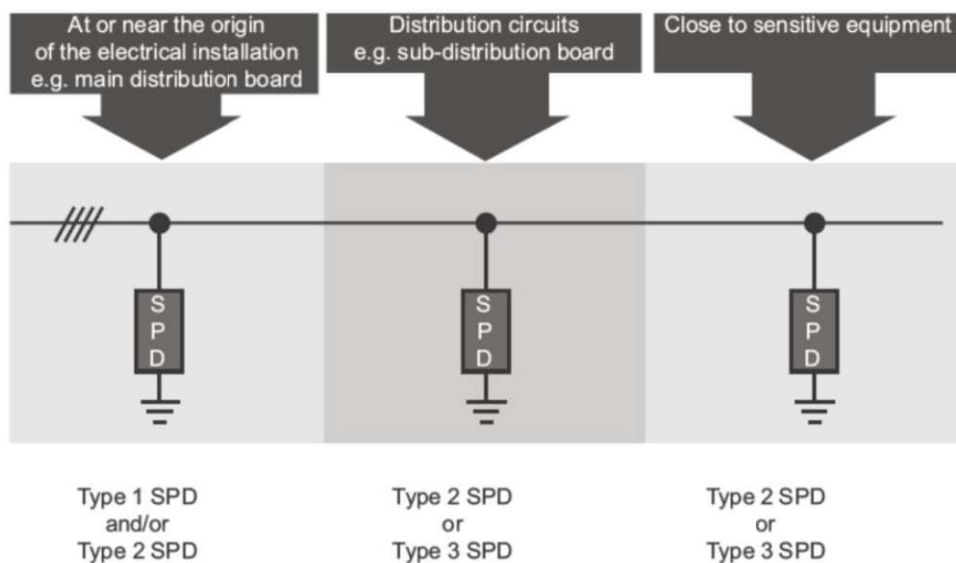 At or near the origin
of the electrical installation
e.g. main distribution board
Distribution circuits
e.g. sub-distribution board
Close to sensitive equipment
S
P
D
S
P
D
S
P
D
Type 1 SPD
and/or
Type 2 SPD
Type 2 SPD
or
Type 3 SPD
Type 2 SPD
or
Type 3 SPD